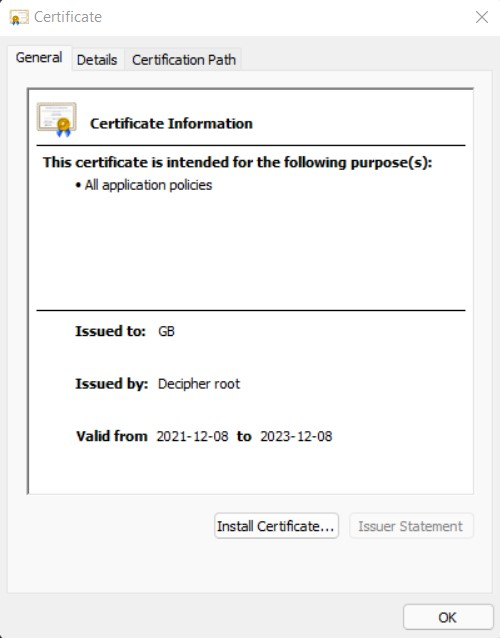 Certificate
General Details Certification Path
Certificate Information
This certificate is intended for the following purpose(s):
• All application policies
Issued to: GB
Issued by: Decipher root
Valid from 2021-12-08 to 2023-12-08
Install Certificate... Issuer Statement
OK